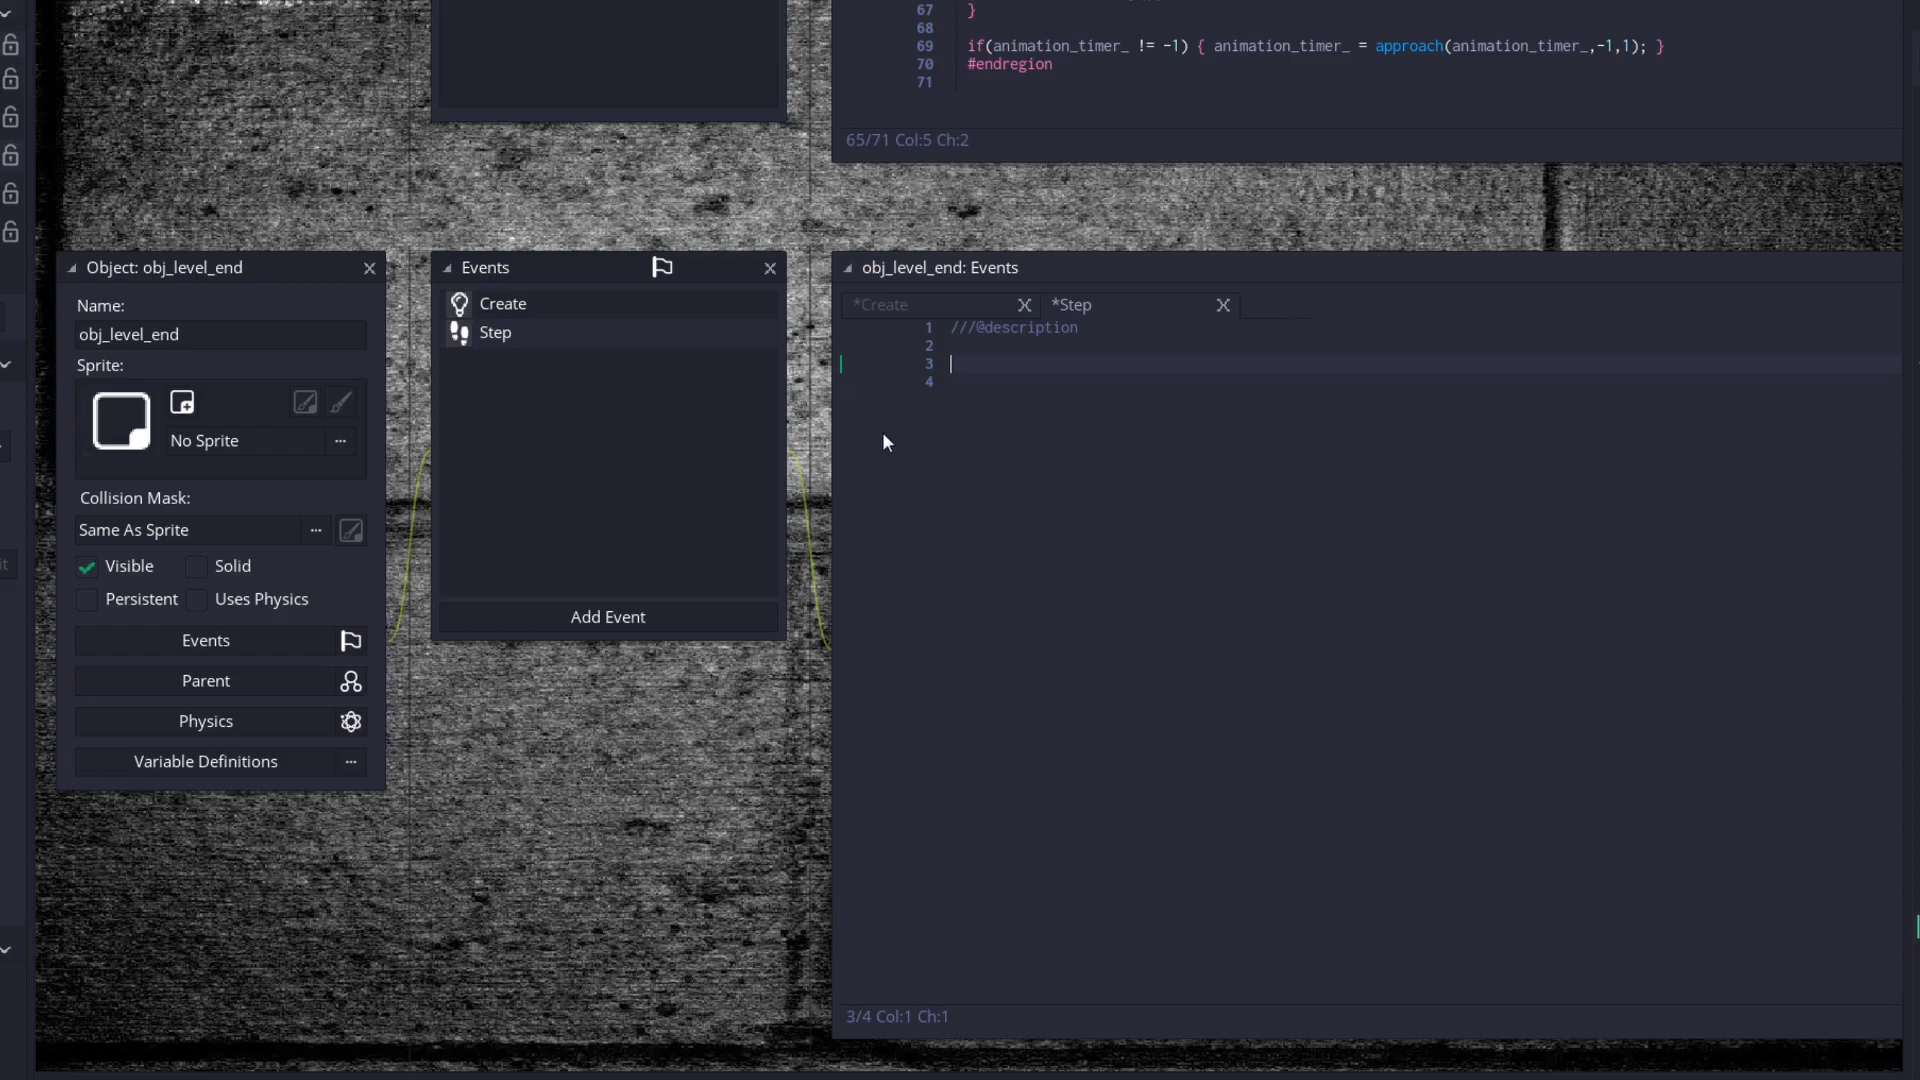 67 }
68
69 if(animation_timer_ != -1) { animation_timer_ = approach(animation_timer_,-1,1); }
70 #endregion
71
65/71 Col:5 Ch:2
Object: obj_level_end
Name:
obj_level_end
Sprite:
No Sprite
Collision Mask:
Same As Sprite
Visible
Solid
Persistent
Uses Physics
Events
Parent
Physics
Variable Definitions
Events
Create
Step
Add Event
obj_level_end: Events
*Create
*Step
1 ///@description
2
3
4
3/4 Col:1 Ch:1